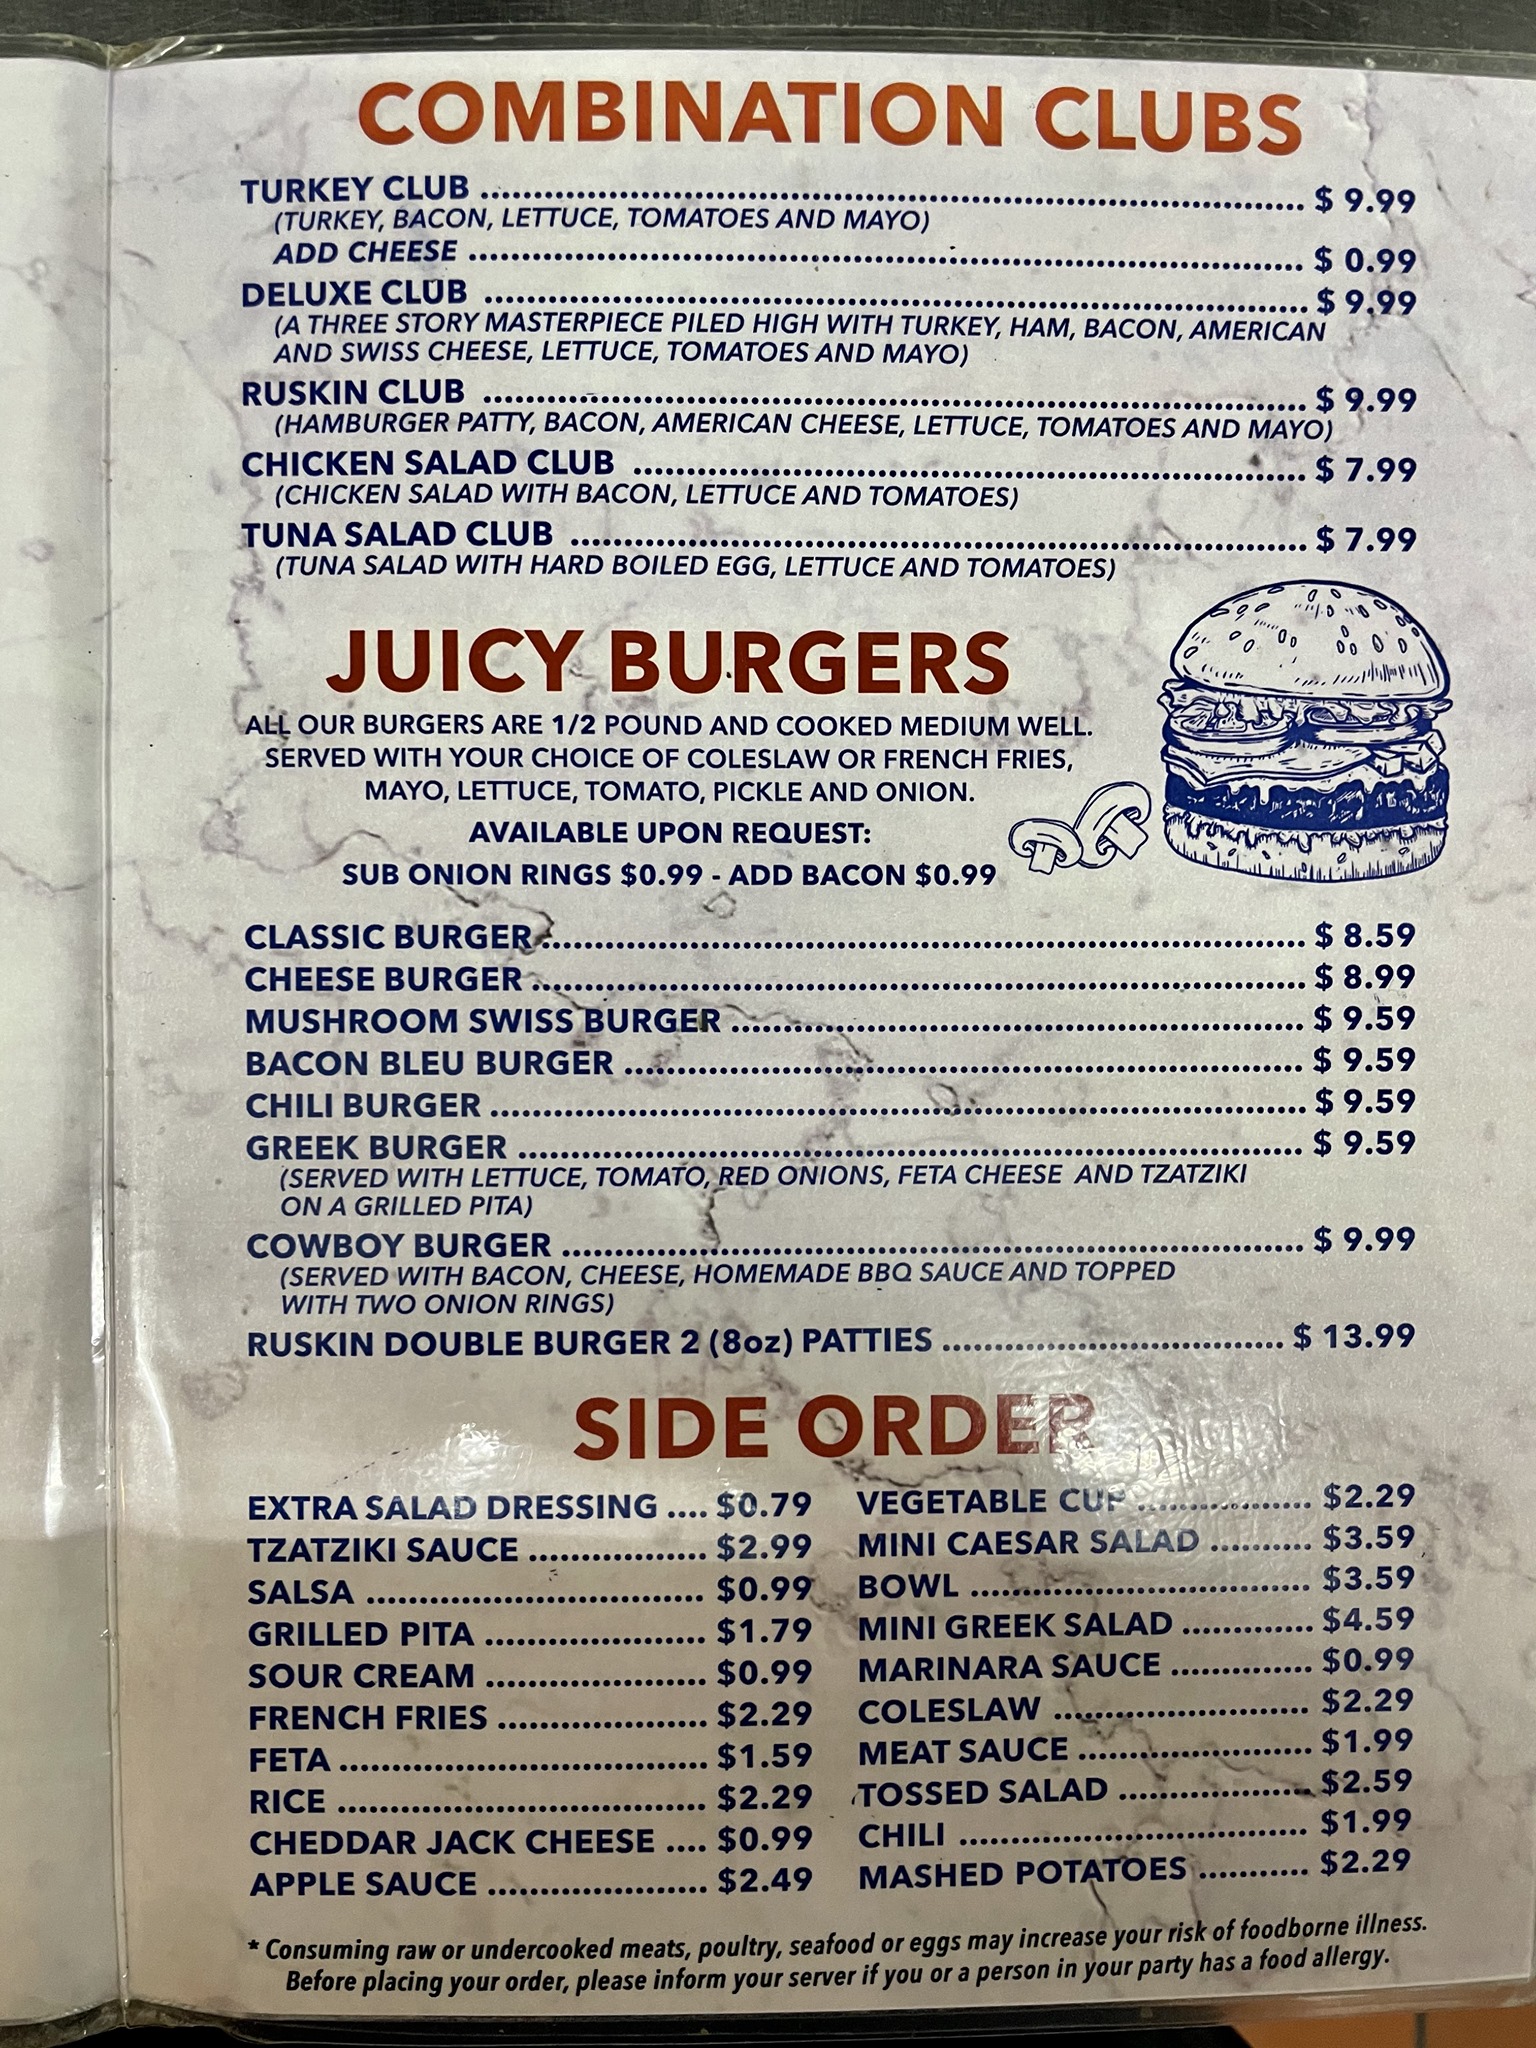 COMBINATION CLUBS
TURKEY CLUB ........ $ 9.99
(TURKEY, BACON, LETTUCE, TOMATOES AND MAYO)
ADD CHEESE ........ $ 0.99
DELUXE CLUB ........ $ 9.99
(A THREE STORY MASTERPIECE PILED HIGH WITH TURKEY, HAM, BACON, AMERICAN
AND SWISS CHEESE, LETTUCE, TOMATOES AND MAYO)
RUSKIN CLUB ........ $ 9.99
(HAMBURGER PATTY, BACON, AMERICAN CHEESE, LETTUCE, TOMATOES AND MAYO)
CHICKEN SALAD CLUB ........ $ 7.99
(CHICKEN SALAD WITH BACON, LETTUCE AND TOMATOES)
TUNA SALAD CLUB ........ $ 7.99
(TUNA SALAD WITH HARD BOILED EGG, LETTUCE AND TOMATOES)
JUICY BURGERS
ALL OUR BURGERS ARE 1/2 POUND AND COOKED MEDIUM WELL.
SERVED WITH YOUR CHOICE OF COLESLAW OR FRENCH FRIES,
MAYO, LETTUCE, TOMATO, PICKLE AND ONION.
AVAILABLE UPON REQUEST:
SUB ONION RINGS $0.99 - ADD BACON $0.99
CLASSIC BURGER ........ $ 8.59
CHEESE BURGER ........ $ 8.99
MUSHROOM SWISS BURGER ........ $ 9.59
BACON BLEU BURGER ........ $ 9.59
CHILI BURGER ........ $ 9.59
GREEK BURGER ........ $ 9.59
(SERVED WITH LETTUCE, TOMATO, RED ONIONS, FETA CHEESE AND TZATZIKI
ON A GRILLED PITA)
COWBOY BURGER ........ $ 9.99
(SERVED WITH BACON, CHEESE, HOMEMADE BBQ SAUCE AND TOPPED
WITH TWO ONION RINGS)
RUSKIN DOUBLE BURGER 2 (8oz) PATTIES ........ $ 13.99
SIDE ORDER
EXTRA SALAD DRESSING .... $0.79
TZATZIKI SAUCE ........ $2.99
SALSA ........ $0.99
GRILLED PITA ........ $1.79
SOUR CREAM ........ $0.99
FRENCH FRIES ........ $2.29
FETA ........ $1.59
RICE ........ $2.29
CHEDDAR JACK CHEESE .... $0.99
APPLE SAUCE ........ $2.49
VEGETABLE CUP ........ $2.29
MINI CAESAR SALAD ........ $3.59
BOWL ........ $3.59
MINI GREEK SALAD ........ $4.59
MARINARA SAUCE ........ $0.99
COLESLAW ........ $2.29
MEAT SAUCE ........ $1.99
TOSSED SALAD ........ $2.59
CHILI ........ $1.99
MASHED POTATOES ........ $2.29
* Consuming raw or undercooked meats, poultry, seafood or eggs may increase your risk of foodborne illness.
Before placing your order, please inform your server if you or a person in your party has a food allergy.